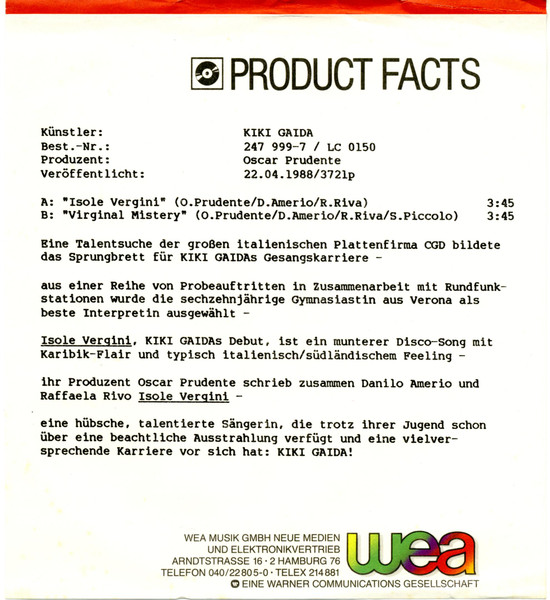 PRODUCT FACTS
Künstler: KIKI GAIDA
Best.-Nr.: 247 999-7 / LC 0150
Produzent: Oscar Prudente
Veröffentlicht: 22.04.1988/3721p
A: "Isole Vergini" (O.Prudente/D.Amerio/R.Riva) 3:45
B: "Virginal Mistery" (O.Prudente/D.Amerio/R.Riva/S.Piccolo) 3:45
Eine Talentsuche der großen italienischen Plattenfirma CGD bildete
das Sprungbrett für KIKI GAIDAs Gesangskarriere -
aus einer Reihe von Probeauftritten in Zusammenarbeit mit Rundfunk-
stationen wurde die sechzehnjährige Gymnasiastin aus Verona als
beste Interpretin ausgewählt -
Isole Vergini, KIKI GAIDAs Debut, ist ein munterer Disco-Song mit
Karibik-Flair und typisch italienisch/südländischem Feeling -
ihr Produzent Oscar Prudente schrieb zusammen Danilo Amerio und
Raffaela Rivo Isole Vergini -
eine hübsche, talentierte Sängerin, die trotz ihrer Jugend schon
über eine beachtliche Ausstrahlung verfügt und eine vielver-
sprechende Karriere vor sich hat: KIKI GAIDA!
WEA MUSIK GMBH NEUE MEDIEN
UND ELEKTRONIKVERTRIEB
ARNDTSTRASSE 16 · 2 HAMBURG 76
TELEFON 040/22805-0 · TELEX 214 881
EINE WARNER COMMUNICATIONS GESELLSCHAFT
wea